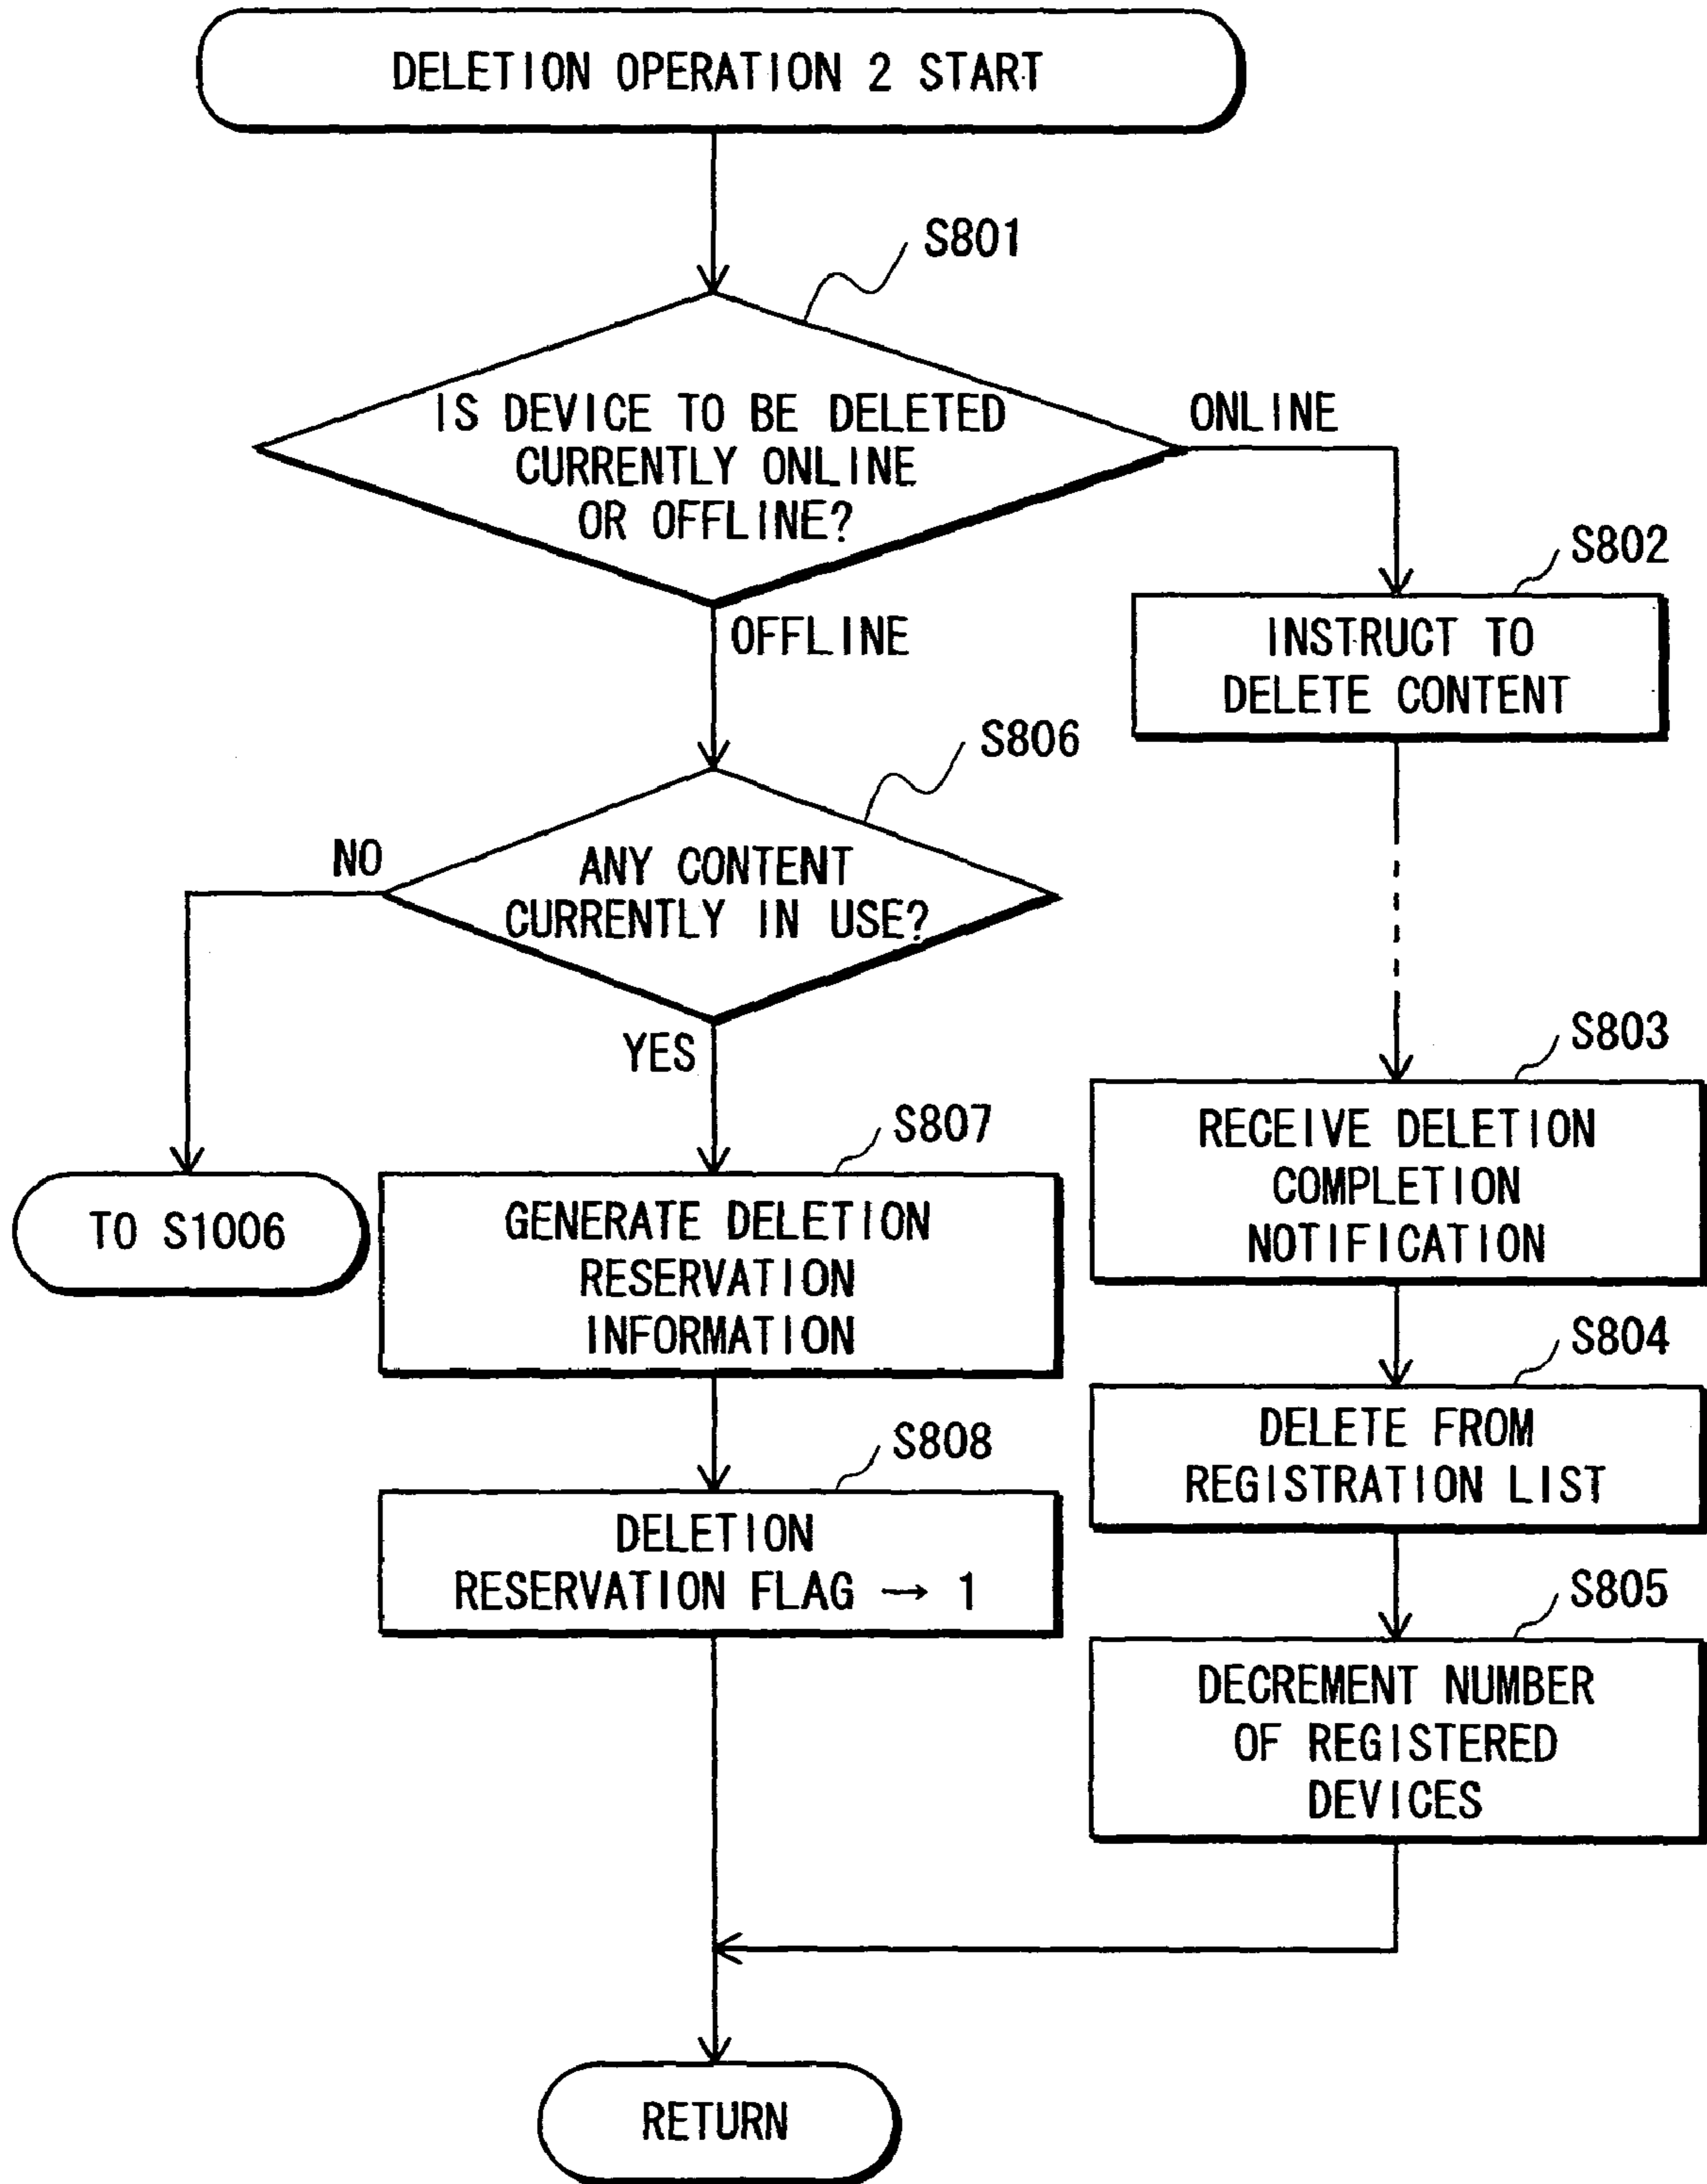 DELETION OPERATION 2 START
S801
IS DEVICE TO BE DELETED
CURRENTLY ONLINE
OR OFFLINE?
ONLINE
OFFLINE
S802
INSTRUCT TO
DELETE CONTENT
S806
ANY CONTENT
CURRENTLY IN USE?
NO
YES
S803
RECEIVE DELETION
COMPLETION
NOTIFICATION
TO S1006
S807
GENERATE DELETION
RESERVATION
INFORMATION
S804
DELETE FROM
REGISTRATION LIST
S808
DELETION
RESERVATION FLAG → 1
S805
DECREMENT NUMBER
OF REGISTERED
DEVICES
RETURN